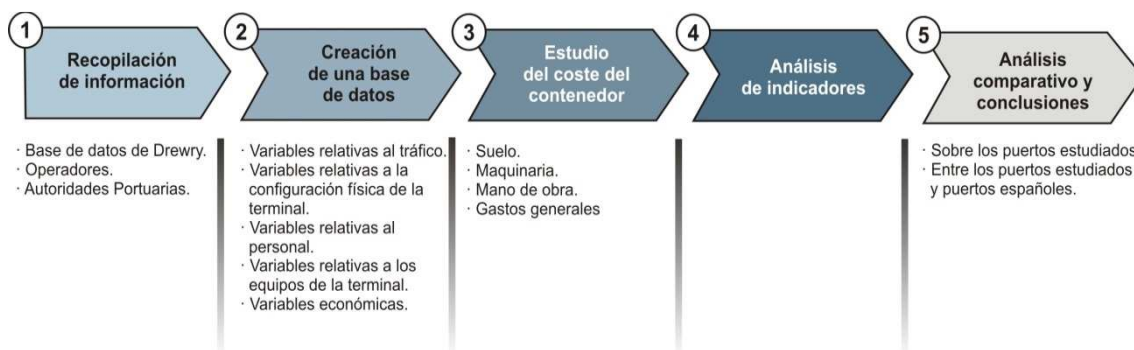 1
Recopilación
de información
2
Creación
de una base
de datos
3
Estudio
del coste del
contenedor
4
Análisis
de indicadores
5
Análisis
comparativo y
conclusiones
· Base de datos de Drewry.
· Operadores.
· Autoridades Portuarias.
· Variables relativas al tráfico.
· Variables relativas a la
configuración física de la
terminal.
· Variables relativas al
personal.
· Variables relativas a los
equipos de la terminal.
· Variables económicas.
· Suelo.
· Maquinaria.
· Mano de obra.
· Gastos generales
· Sobre los puertos estudiados
· Entre los puertos estudiados
y puertos españoles.